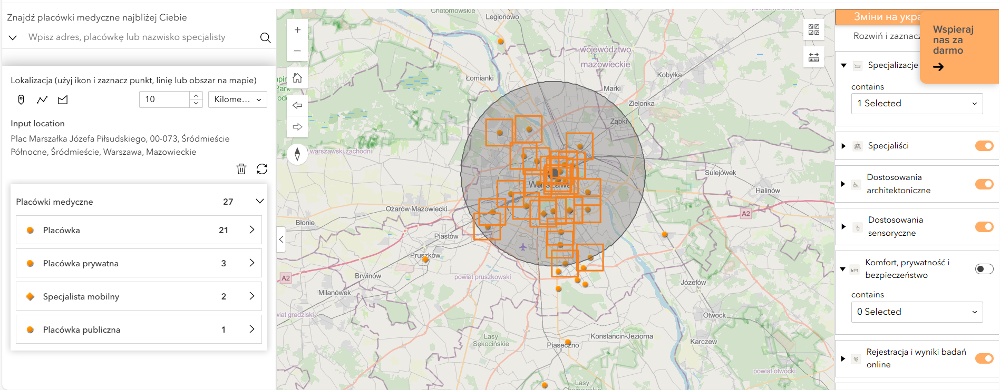 Znajdź placówki medyczne najbliżej Ciebie
Wpisz adres, placówkę lub nazwisko specjalisty
Lokalizacja (użyj ikon i zaznacz punkt, linię lub obszar na mapie)
10
Kilome...
Input location
Plac Marszałka Józefa Piłsudskiego, 00-073, Śródmieście
Północne, Śródmieście, Warszawa, Mazowieckie
Placówki medyczne 27
Placówka 21
Placówka prywatna 3
Specjalista mobilny 2
Placówka publiczna 1
Chotomowskie
Legionowo
województwo
mazowieckie
Kobyłka
Łomianki
Marki
Zielonka
Ząbki
warszawski zachodni
Sulejówek
Warszawa
Halinów
Ożarów Mazowiecki
A2
Błonie
Piastów
Pruszków
A2
Brwinów
powiat pruszkowski
Milanówek
Józefów
wiat grodziski
Otwock
Lasy
Sękocińskie
Konstancin-Jeziorna
Piaseczno
Karczew
powiat otwocki
Lasy
Chojnowskie
Зміни на укра
Rozwiń i zaznacz
Wspieraj
nas za
darmo
Specjalizacje
contains
1 Selected
Specjaliści
Dostosowania
architektoniczne
Dostosowania
sensoryczne
Komfort, prywatność i
bezpieczeństwo
contains
0 Selected
Rejestracja i wyniki badań
online